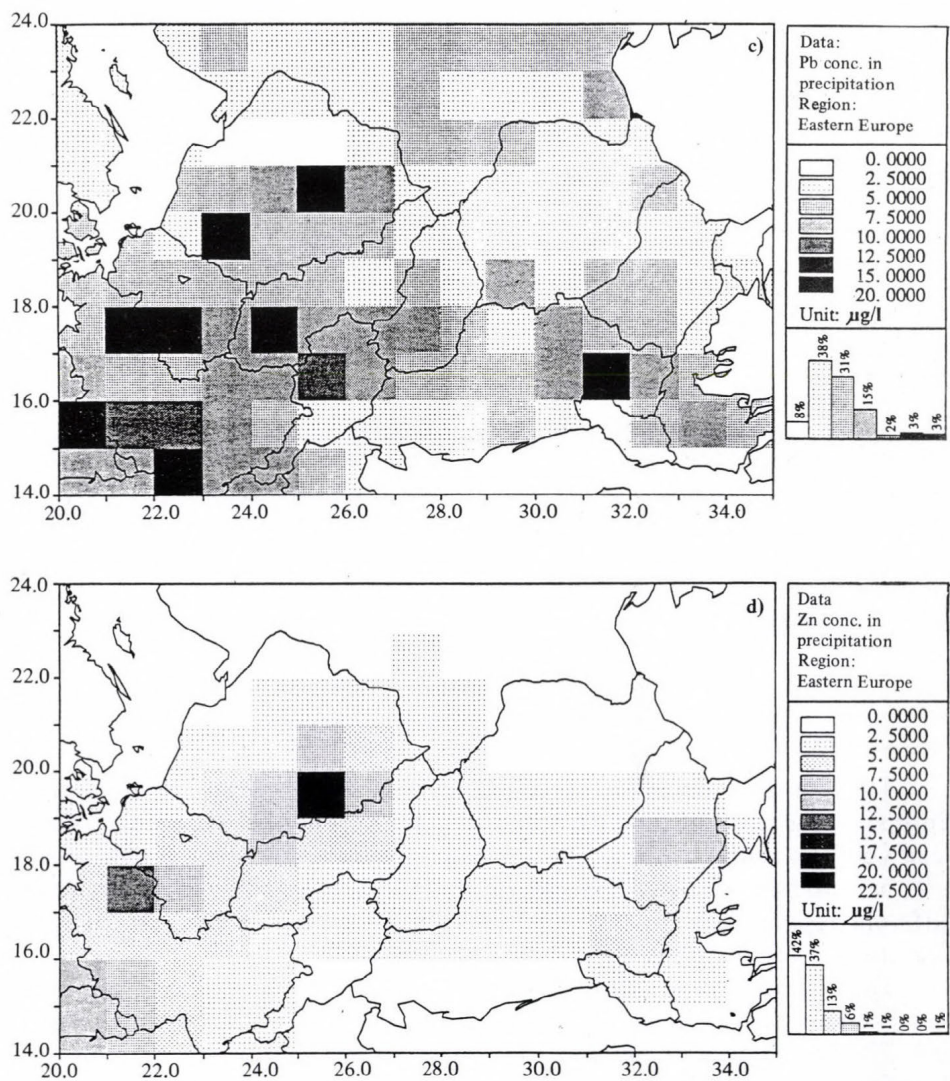 24.0
22.0
20.0
18.0
16.0
14.0
20.0 22.0 24.0 26.0 28.0 30.0 32.0 34.0
c)
Data:
Pb conc. in
precipitation
Region:
Eastern Europe
0. 0000
2. 5000
5. 0000
7. 5000
10. 0000
12. 5000
15. 0000
20. 0000
Unit: µg/l
8% 38% 31% 15% 2% 3% 3%
24.0
22.0
20.0
18.0
16.0
14.0
20.0 22.0 24.0 26.0 28.0 30.0 32.0 34.0
d)
Data
Zn conc. in
precipitation
Region:
Eastern Europe
0. 0000
2. 5000
5. 0000
7. 5000
10. 0000
12. 5000
15. 0000
17. 5000
20. 0000
22. 5000
Unit: µg/l
42% 37% 13% 6% 1% 1% 0% 0% 1%